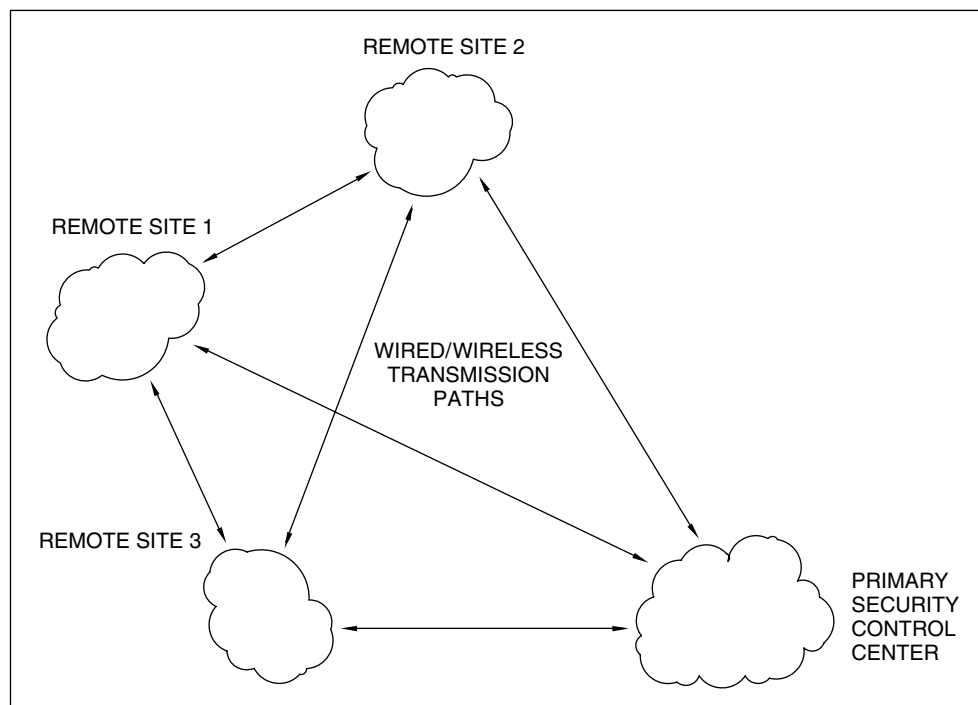 REMOTE SITE 2
REMOTE SITE 1
WIRED/WIRELESS
TRANSMISSION
PATHS
REMOTE SITE 3
PRIMARY
SECURITY
CONTROL
CENTER